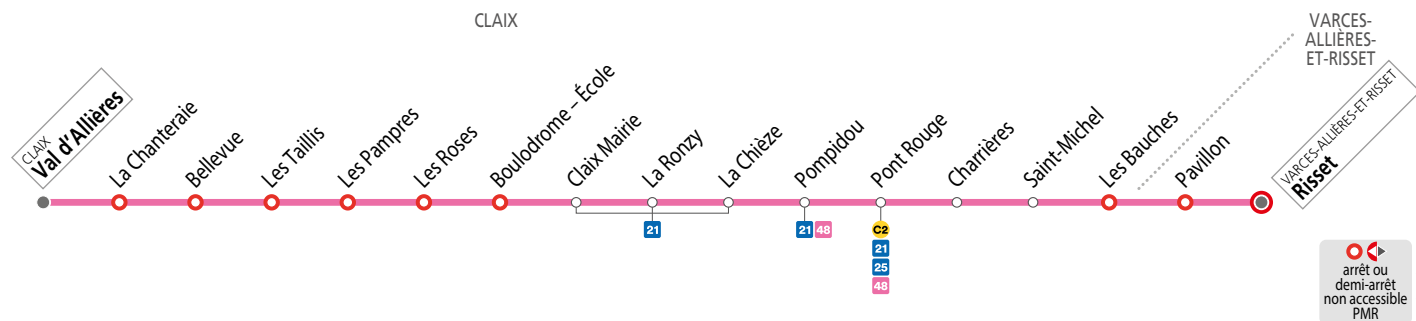 CLAIX
VARCES-
ALLIÈRES-
ET-RISSET
CLAIX
Val d'Allières
La Chanteraie
Bellevue
Les Taillis
Les Pampres
Les Roses
Boulodrome – École
Claix Mairie
La Ronzy
La Chièze
Pompidou
Pont Rouge
Charrières
Saint-Michel
Les Bauches
Pavillon
VARCES-ALLIÈRES-ET-RISSET
Risset
21
21 48
C2
21
25
48
arrêt ou
demi-arrêt
non accessible
PMR